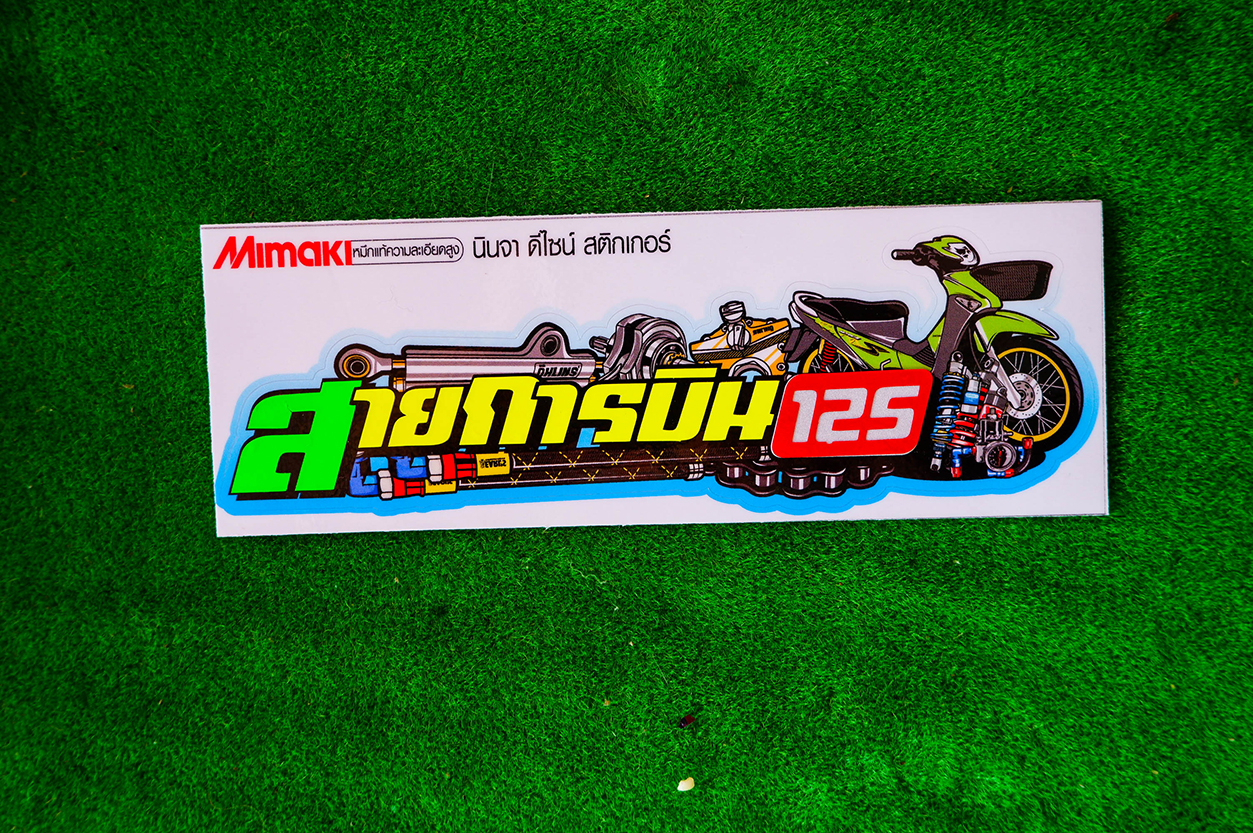 Mimaki หมึกแท้ความละเอียดสูง นินจา ดีไซน์ สติกเกอร์
ÖHLINS
สายการบิน 125